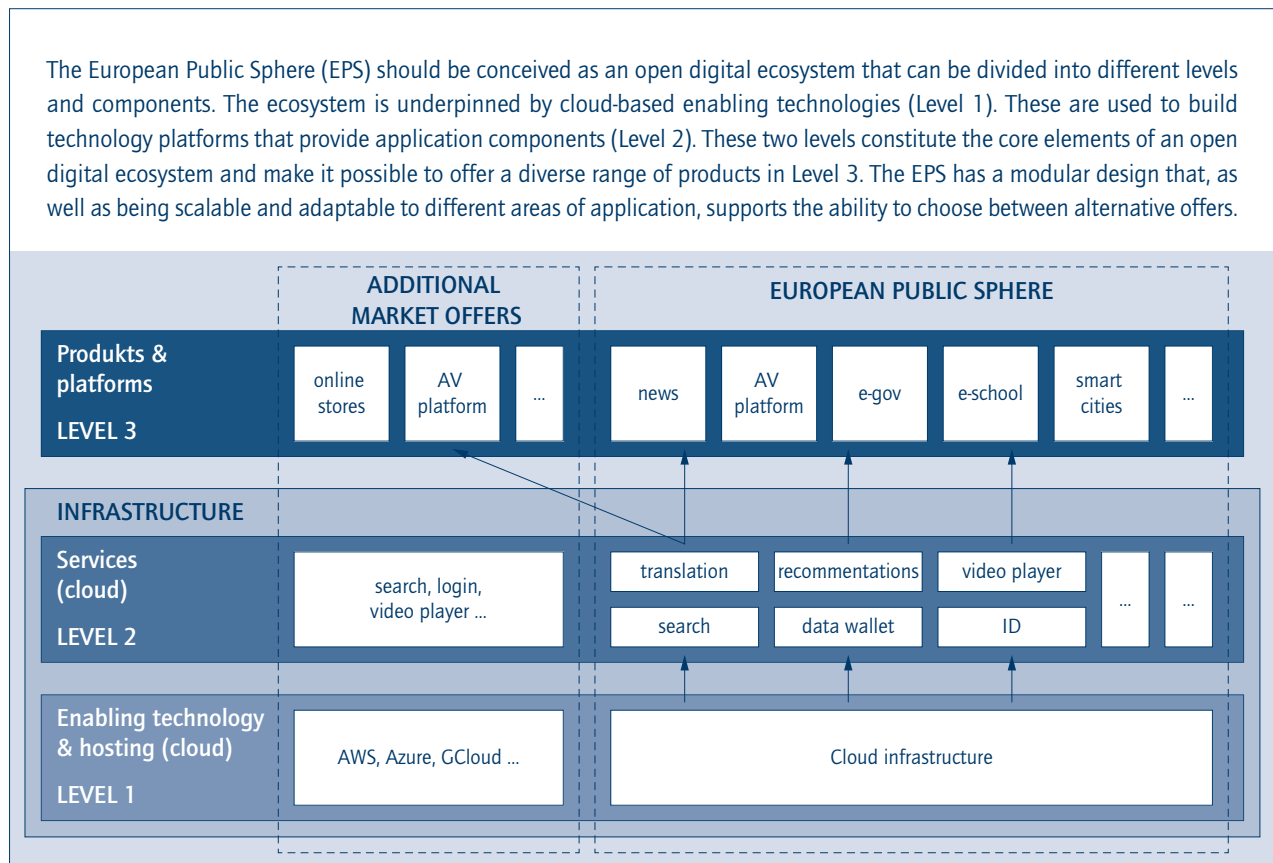 The European Public Sphere (EPS) should be conceived as an open digital ecosystem that can be divided into different levels
and components. The ecosystem is underpinned by cloud-based enabling technologies (Level 1). These are used to build
technology platforms that provide application components (Level 2). These two levels constitute the core elements of an open
digital ecosystem and make it possible to offer a diverse range of products in Level 3. The EPS has a modular design that, as
well as being scalable and adaptable to different areas of application, supports the ability to choose between alternative offers.
ADDITIONAL
MARKET OFFERS
EUROPEAN PUBLIC SPHERE
Produkts &
platforms
LEVEL 3
online
stores
AV
platform
...
news
AV
platform
e-gov
e-school
smart
cities
...
INFRASTRUCTURE
Services
(cloud)
LEVEL 2
search, login,
video player ...
translation
recommentations
video player
search
data wallet
ID
...
...
Enabling technology
& hosting (cloud)
LEVEL 1
AWS, Azure, GCloud ...
Cloud infrastructure